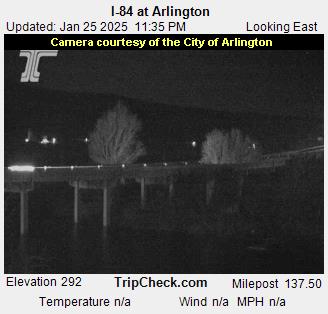 I-84 at Arlington
Updated: Jan 25 2025 11:35 PM Looking East
Camera courtesy of the City of Arlington
Elevation 292 TripCheck.com Milepost 137.50
Temperature n/a Wind n/a MPH n/a